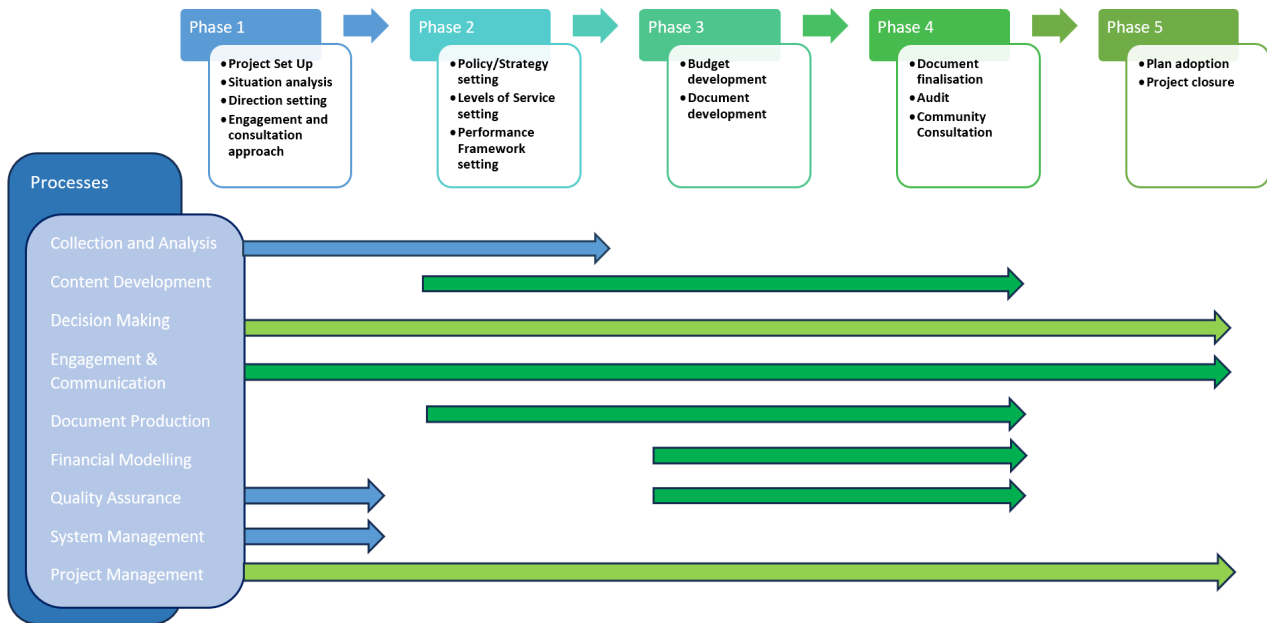 Phase 1
Phase 2
Phase 3
Phase 4
Phase 5
• Project Set Up
• Situation analysis
• Direction setting
• Engagement and
consultation
approach
• Policy/Strategy
setting
• Levels of Service
setting
• Performance
Framework
setting
• Budget
development
• Document
development
• Document
finalisation
• Audit
• Community
Consultation
• Plan adoption
• Project closure
Processes
Collection and Analysis
Content Development
Decision Making
Engagement &
Communication
Document Production
Financial Modelling
Quality Assurance
System Management
Project Management